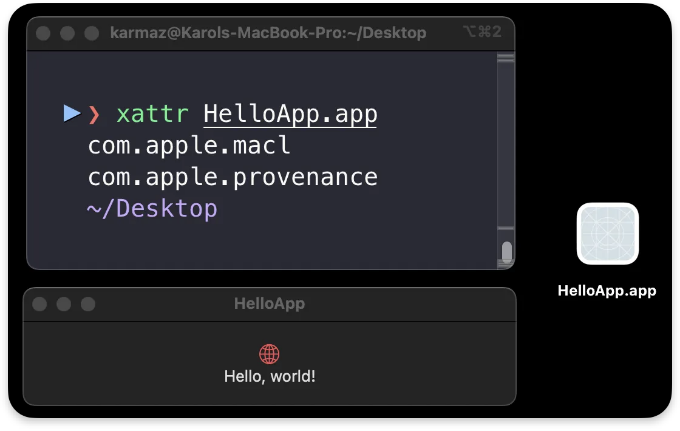 karmaz@Karols-MacBook-Pro:~/Desktop ⌥⌘2
❯ xattr HelloApp.app
com.apple.macl
com.apple.provenance
~/Desktop
HelloApp.app
HelloApp
Hello, world!